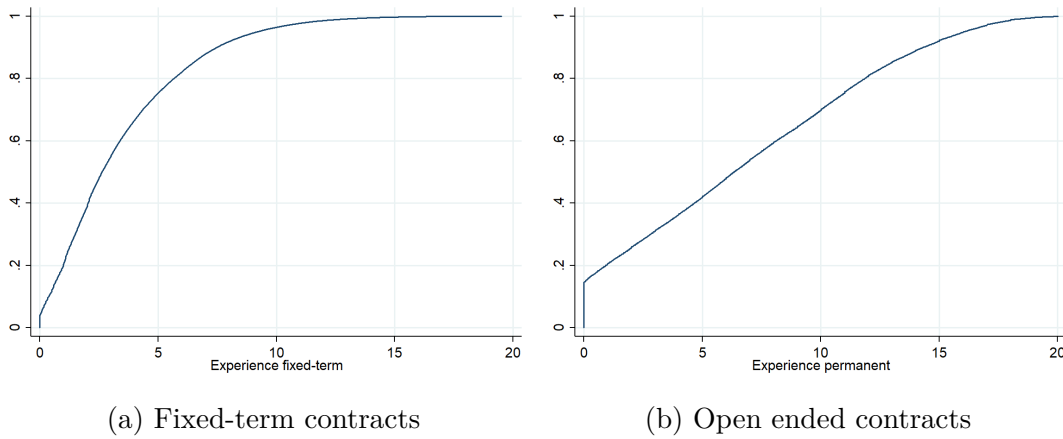 0 .2 .4 .6 .8 1
0 5 10 15 20
Experience fixed-term
0 .2 .4 .6 .8 1
0 5 10 15 20
Experience permanent
(a) Fixed-term contracts
(b) Open ended contracts